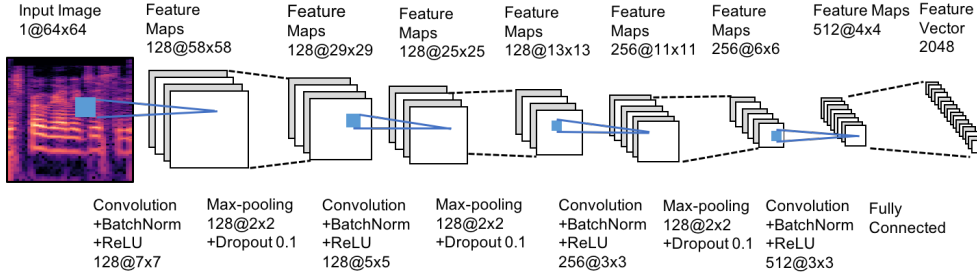 Input Image
1@64x64
Feature
Maps
128@58x58
Feature
Maps
128@29x29
Feature
Maps
128@25x25
Feature
Maps
128@13x13
Feature
Maps
256@11x11
Feature
Maps
256@6x6
Feature Maps
512@4x4
Feature
Vector
2048
Convolution
+BatchNorm
+ReLU
128@7x7
Max-pooling
128@2x2
+Dropout 0.1
Convolution
+BatchNorm
+ReLU
128@5x5
Max-pooling
128@2x2
+Dropout 0.1
Convolution
+BatchNorm
+ReLU
256@3x3
Max-pooling
128@2x2
+Dropout 0.1
Convolution
+BatchNorm
+ReLU
512@3x3
Fully
Connected